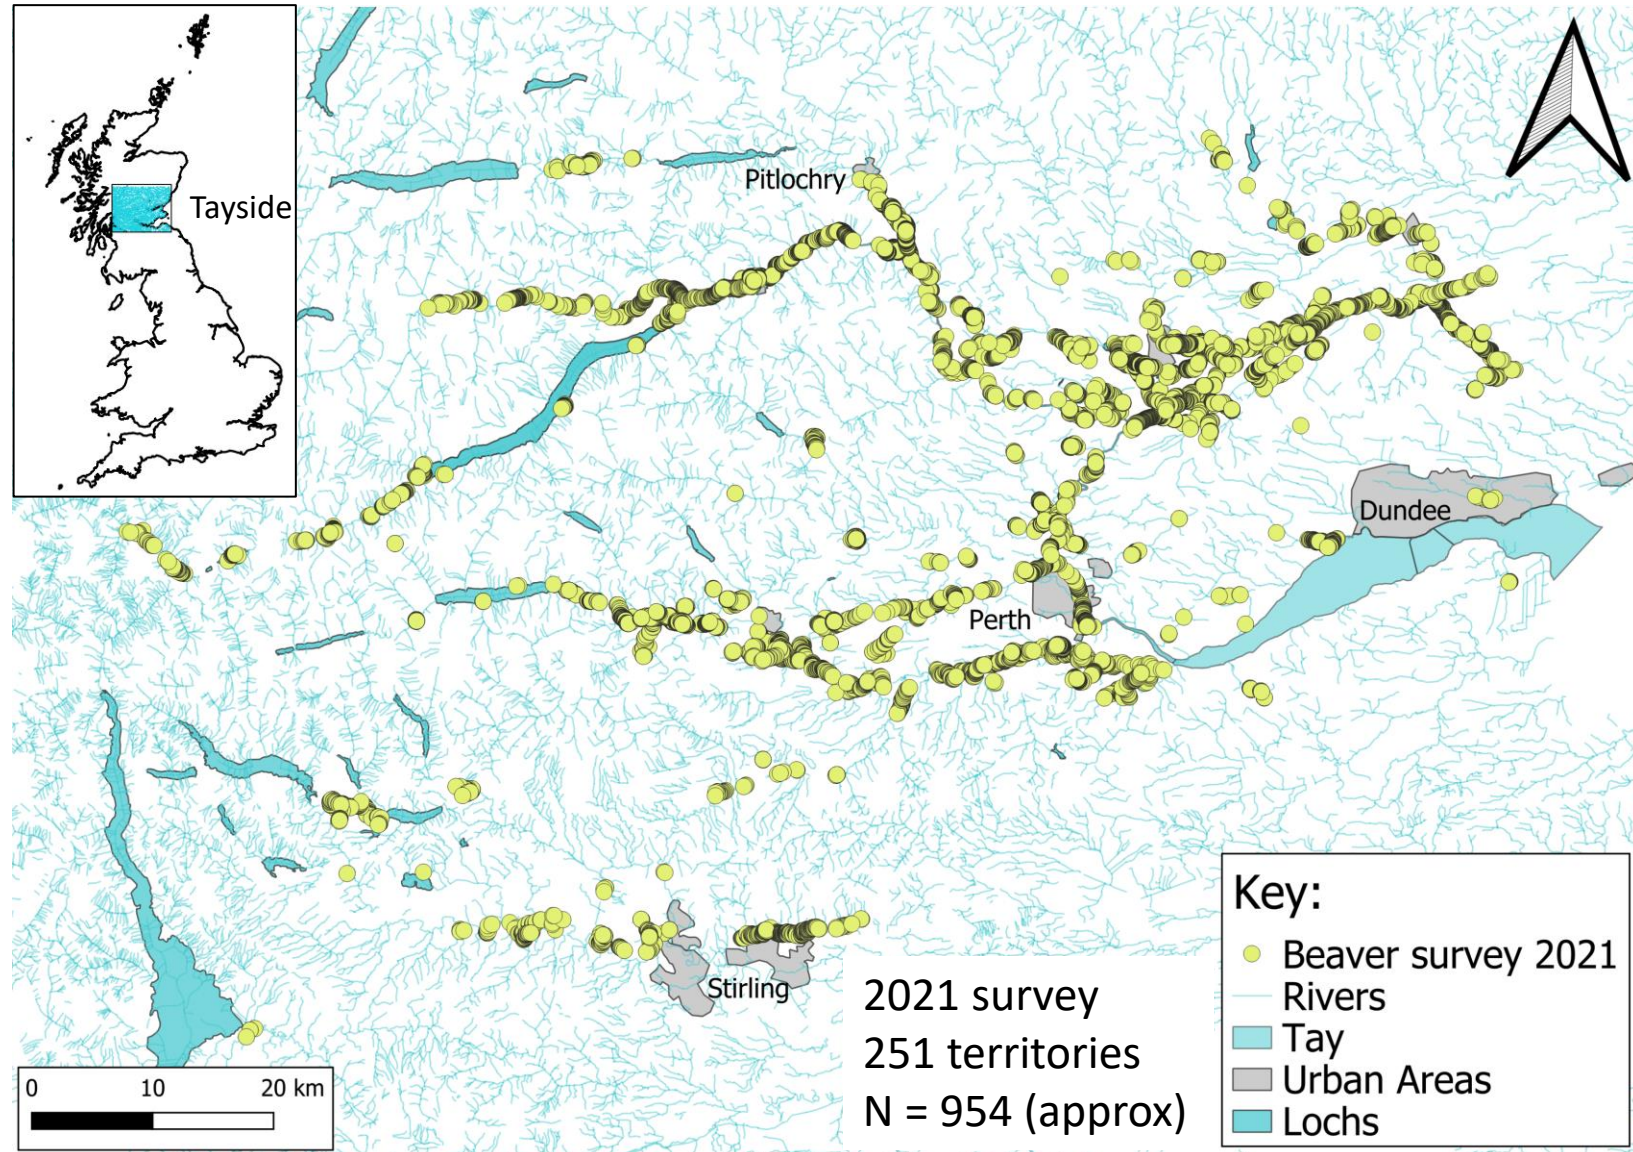 Tayside
Pitlochry
Dundee
Perth
Stirling
2021 survey
251 territories
N = 954 (approx)
Key:
Beaver survey 2021
Rivers
Tay
Urban Areas
Lochs
0 10 20 km